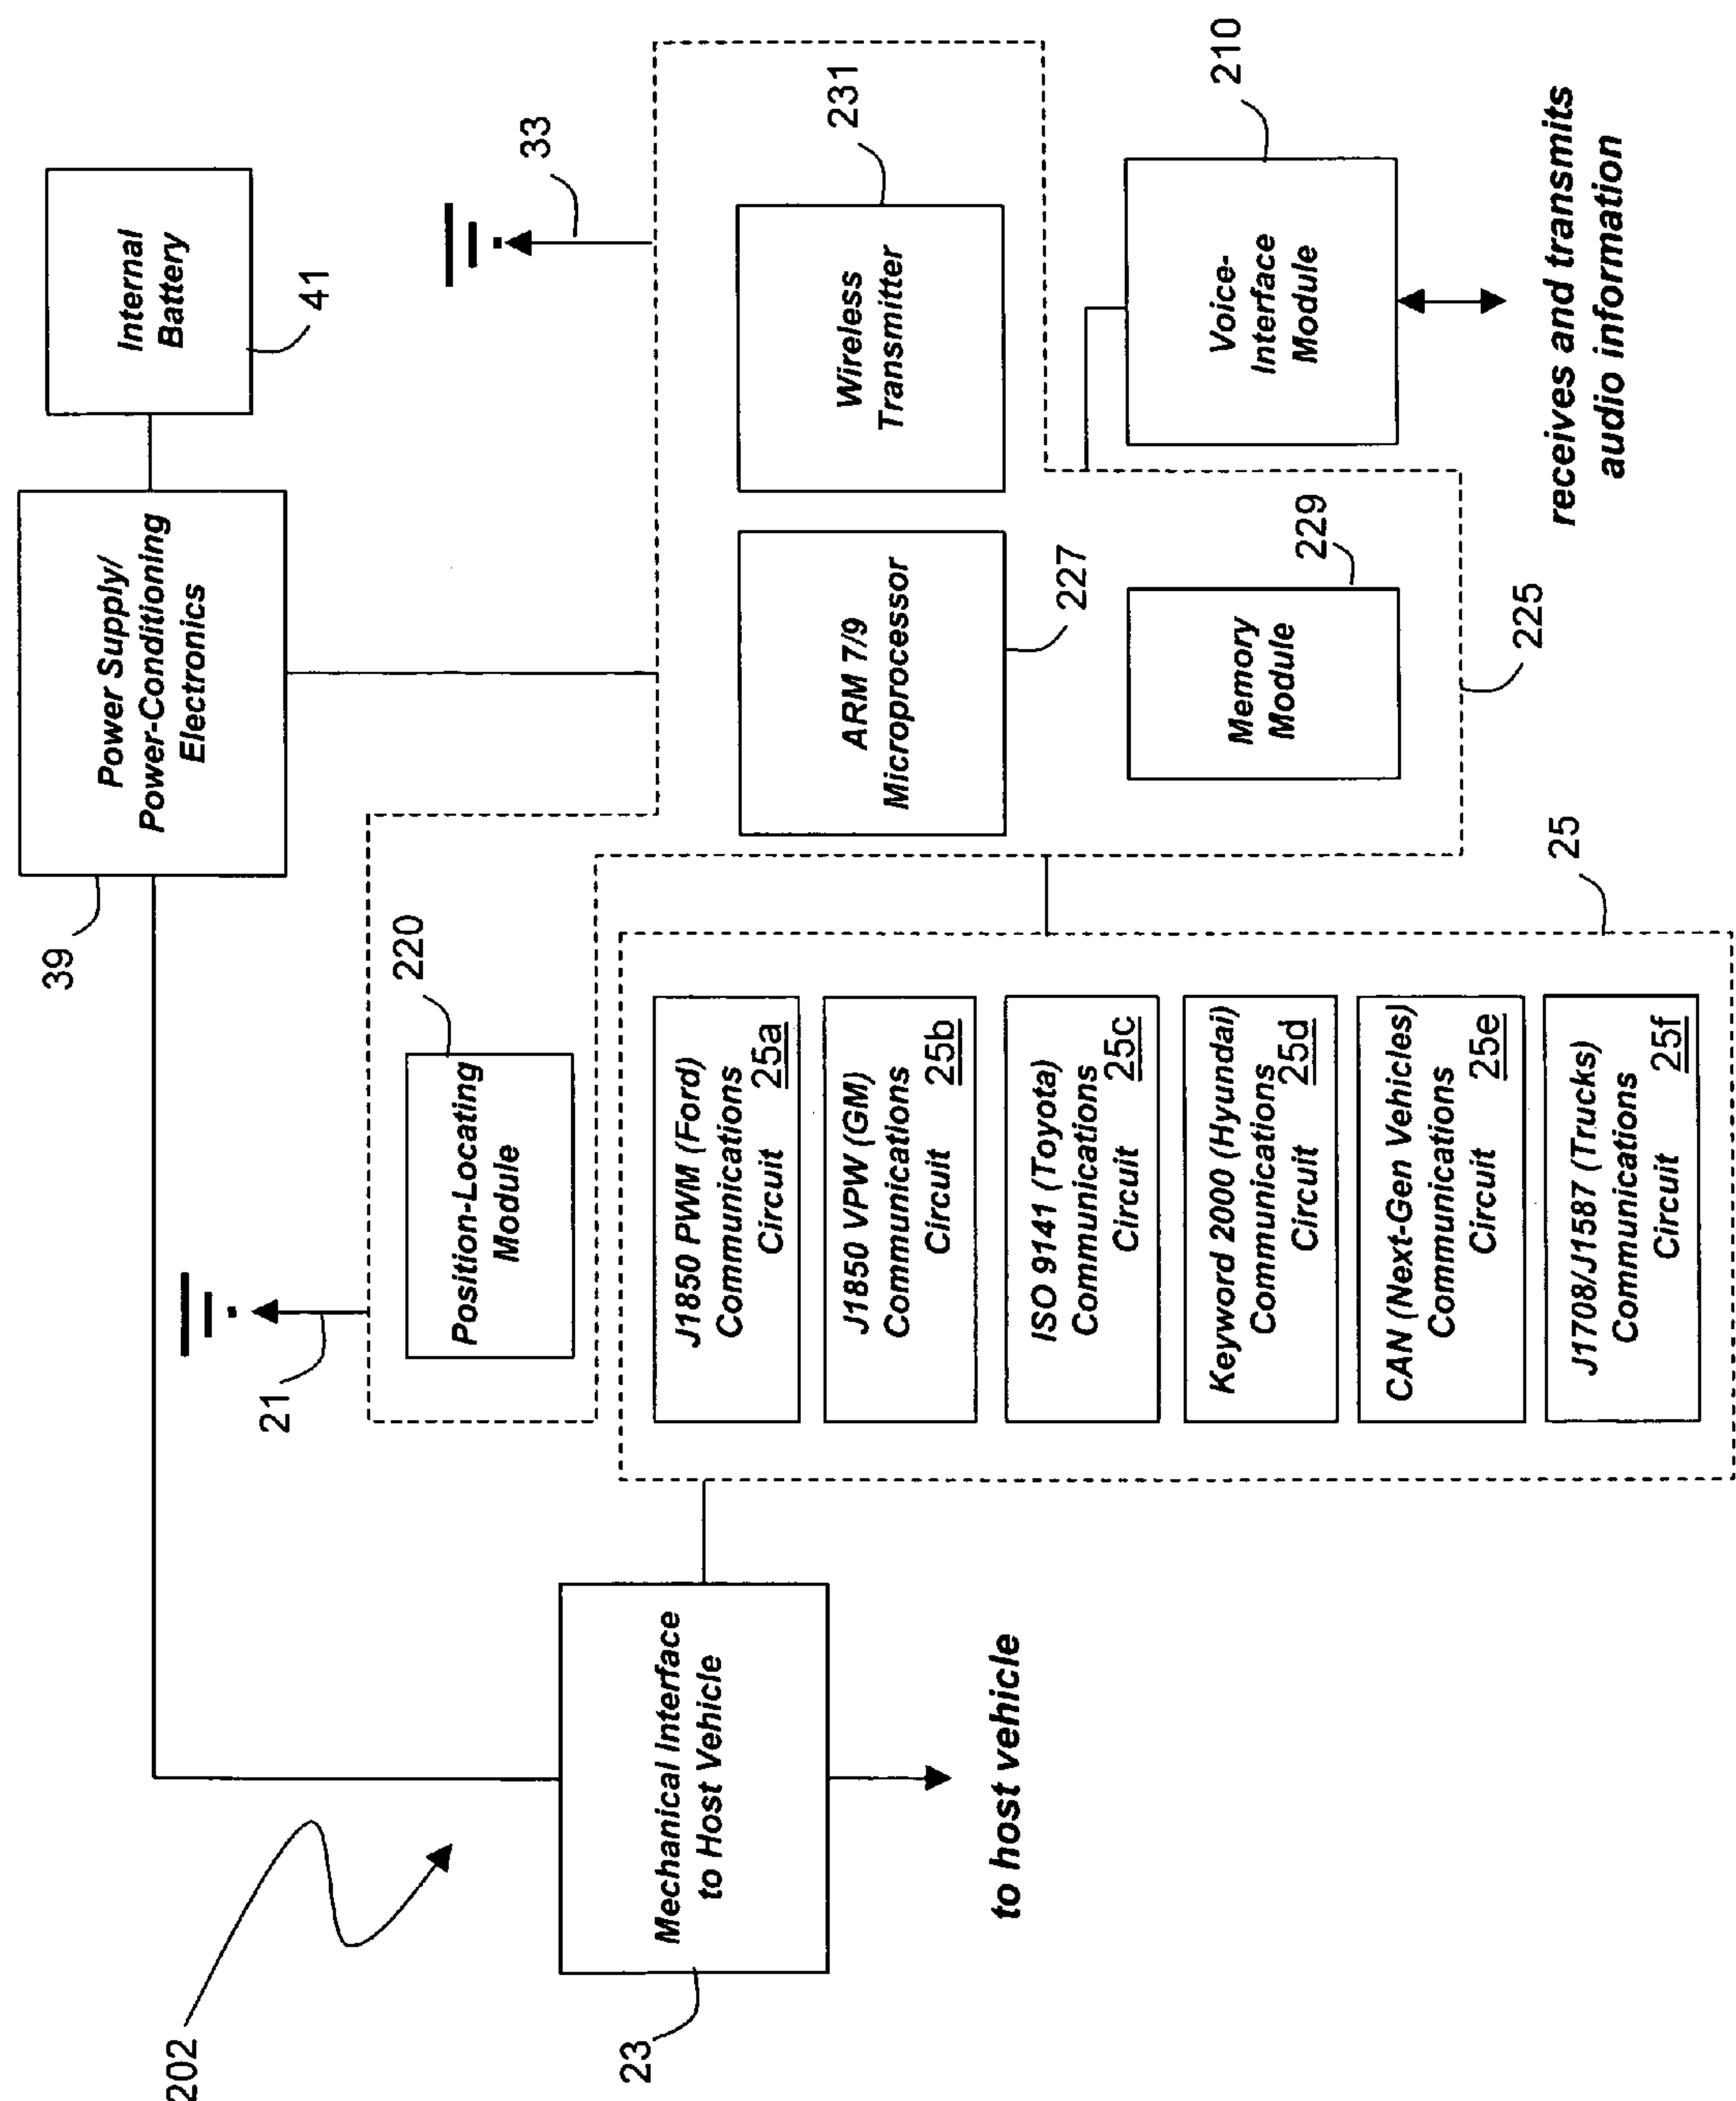 202
39
Power Supply/
Power-Conditioning
Electronics
Internal
Battery
41
21
220
Position-Locating
Module
33
23
Mechanical Interface
to Host Vehicle
to host vehicle
J1850 PWM (Ford)
Communications
Circuit 25a
J1850 VPW (GM)
Communications
Circuit 25b
ISO 9141 (Toyota)
Communications
Circuit 25c
Keyword 2000 (Hyundai)
Communications
Circuit 25d
CAN (Next-Gen Vehicles)
Communications
Circuit 25e
J1708/J1587 (Trucks)
Communications
Circuit 25f
25
ARM 7/9
Microprocessor
227
Wireless
Transmitter
231
Memory
Module
229
225
Voice-
Interface
Module
210
receives and transmits
audio information